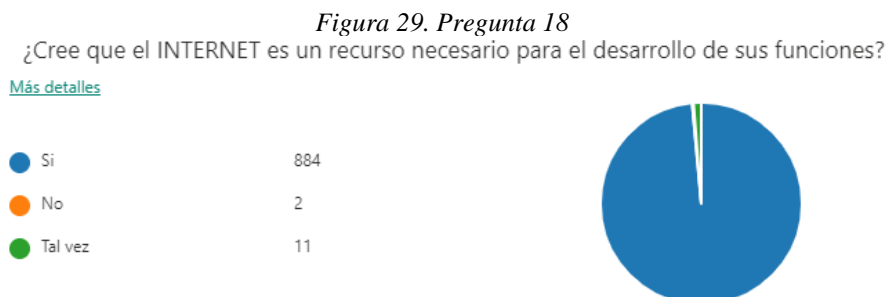 Figura 29. Pregunta 18
¿Cree que el INTERNET es un recurso necesario para el desarrollo de sus funciones?
Más detalles
Si 884
No 2
Tal vez 11